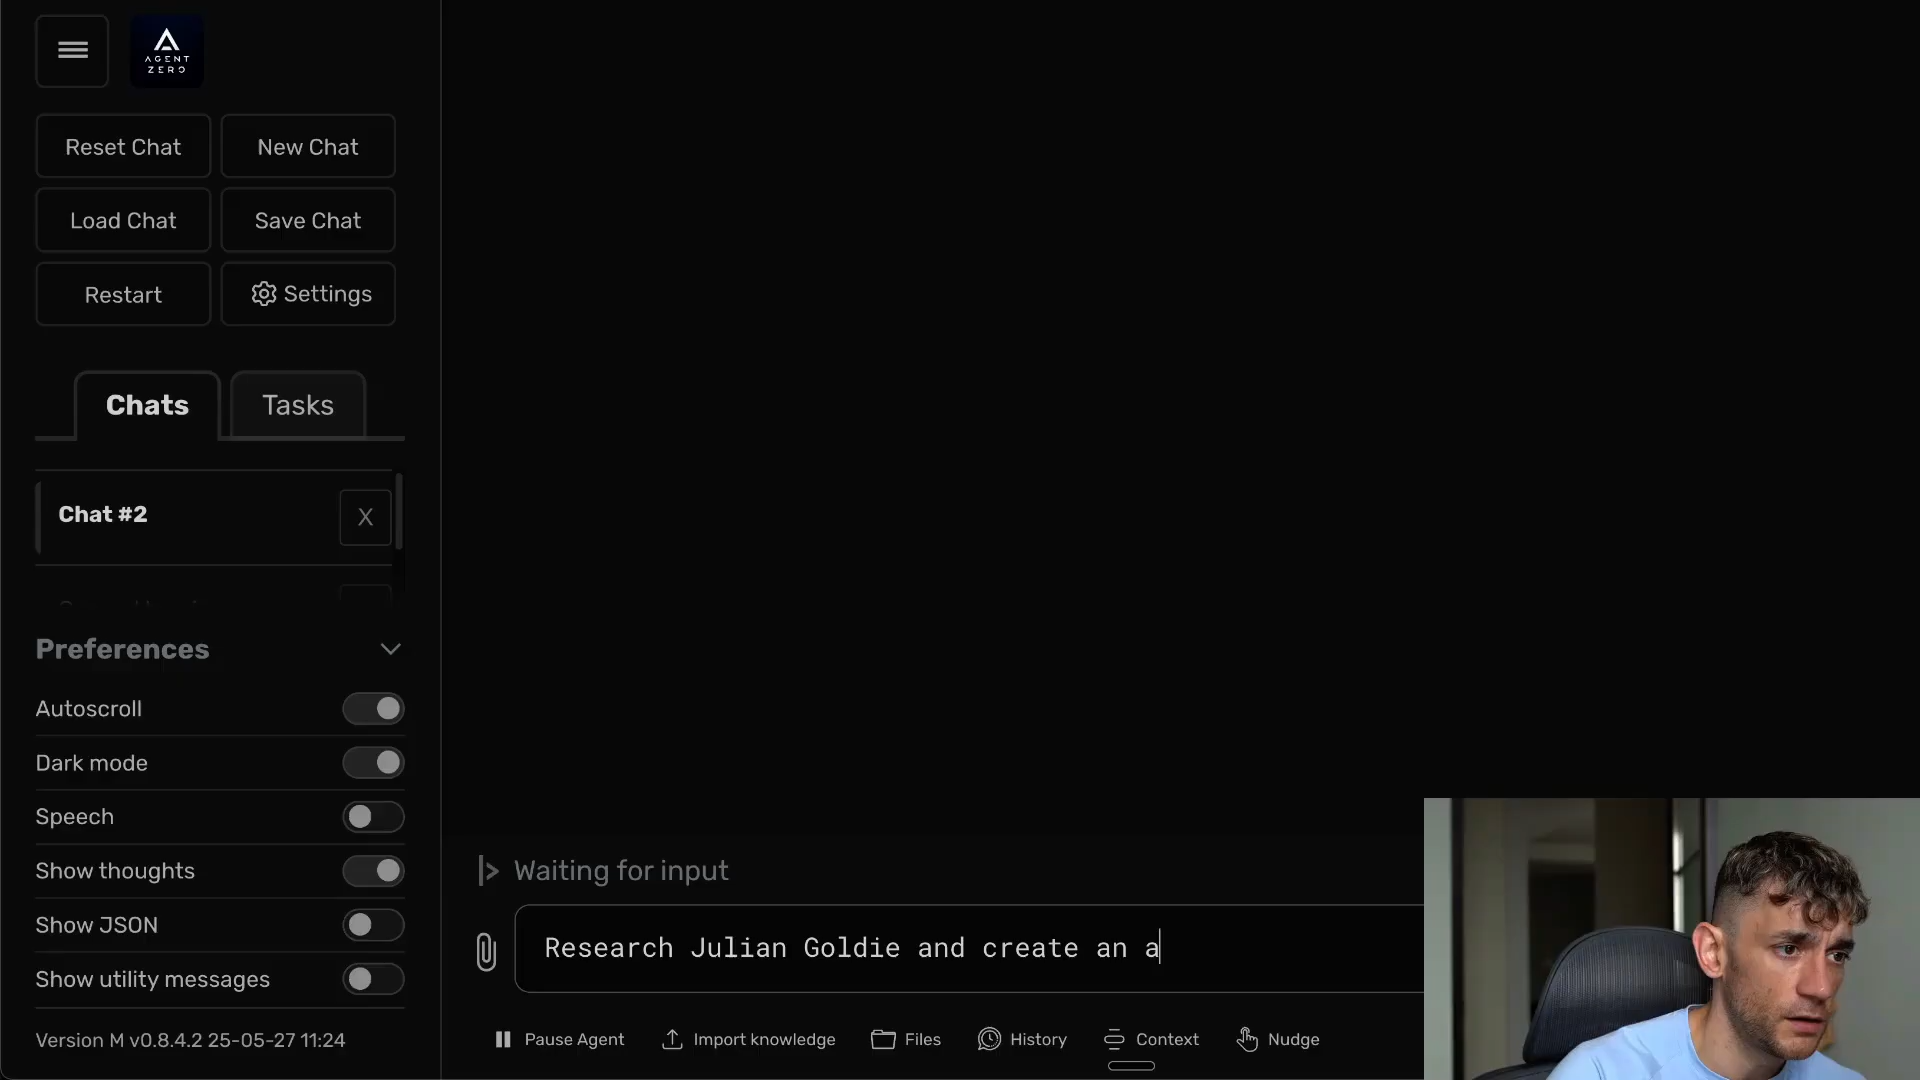 AGENT
ZERO
Reset Chat
New Chat
Load Chat
Save Chat
Restart
Settings
Chats
Tasks
Chat #2
X
Preferences
Autoscroll
Dark mode
Speech
Show thoughts
Show JSON
Show utility messages
Version M v0.8.4.2 25-05-27 11:24
Waiting for input
Research Julian Goldie and create an a
Pause Agent
Import knowledge
Files
History
Context
Nudge